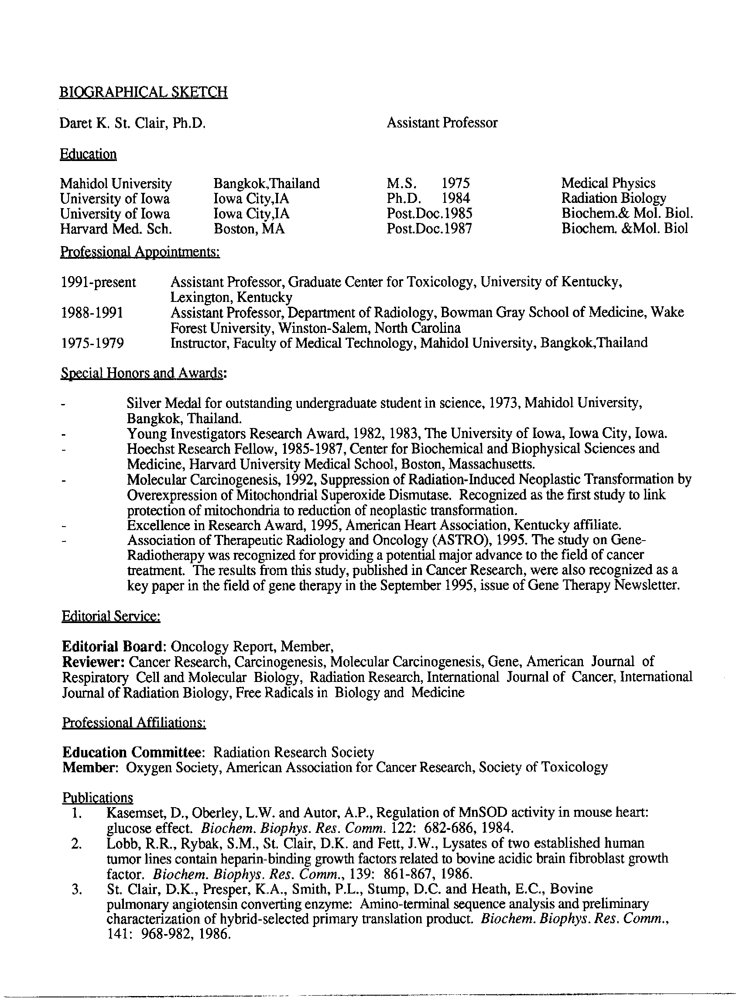 BIOGRAPHICAL SKETCH
Daret K. St. Clair, Ph.D. Assistant Professor
Education
Mahidol University Bangkok,Thailand M.S. 1975 Medical Physics
University of Iowa Iowa City,IA Ph.D. 1984 Radiation Biology
University of Iowa Iowa City,IA Post.Doc.1985 Biochem.& Mol. Biol.
Harvard Med. Sch. Boston, MA Post.Doc.1987 Biochem. &Mol. Biol
Professional Appointments:
1991-present Assistant Professor, Graduate Center for Toxicology, University of Kentucky,
Lexington, Kentucky
1988-1991 Assistant Professor, Department of Radiology, Bowman Gray School of Medicine, Wake
Forest University, Winston-Salem, North Carolina
1975-1979 Instructor, Faculty of Medical Technology, Mahidol University, Bangkok,Thailand
Special Honors and Awards:
- Silver Medal for outstanding undergraduate student in science, 1973, Mahidol University,
Bangkok, Thailand.
- Young Investigators Research Award, 1982, 1983, The University of Iowa, Iowa City, Iowa.
- Hoechst Research Fellow, 1985-1987, Center for Biochemical and Biophysical Sciences and
Medicine, Harvard University Medical School, Boston, Massachusetts.
- Molecular Carcinogenesis, 1992, Suppression of Radiation-Induced Neoplastic Transformation by
Overexpression of Mitochondrial Superoxide Dismutase. Recognized as the first study to link
protection of mitochondria to reduction of neoplastic transformation.
- Excellence in Research Award, 1995, American Heart Association, Kentucky affiliate.
- Association of Therapeutic Radiology and Oncology (ASTRO), 1995. The study on Gene-
Radiotherapy was recognized for providing a potential major advance to the field of cancer
treatment. The results from this study, published in Cancer Research, were also recognized as a
key paper in the field of gene therapy in the September 1995, issue of Gene Therapy Newsletter.
Editorial Service:
Editorial Board: Oncology Report, Member,
Reviewer: Cancer Research, Carcinogenesis, Molecular Carcinogenesis, Gene, American Journal of
Respiratory Cell and Molecular Biology, Radiation Research, International Journal of Cancer, International
Journal of Radiation Biology, Free Radicals in Biology and Medicine
Professional Affiliations:
Education Committee: Radiation Research Society
Member: Oxygen Society, American Association for Cancer Research, Society of Toxicology
Publications
1. Kasemset, D., Oberley, L.W. and Autor, A.P., Regulation of MnSOD activity in mouse heart:
glucose effect. Biochem. Biophys. Res. Comm. 122: 682-686, 1984.
2. Lobb, R.R., Rybak, S.M., St. Clair, D.K. and Fett, J.W., Lysates of two established human
tumor lines contain heparin-binding growth factors related to bovine acidic brain fibroblast growth
factor. Biochem. Biophys. Res. Comm., 139: 861-867, 1986.
3. St. Clair, D.K., Presper, K.A., Smith, P.L., Stump, D.C. and Heath, E.C., Bovine
pulmonary angiotensin converting enzyme: Amino-terminal sequence analysis and preliminary
characterization of hybrid-selected primary translation product. Biochem. Biophys. Res. Comm.,
141: 968-982, 1986.